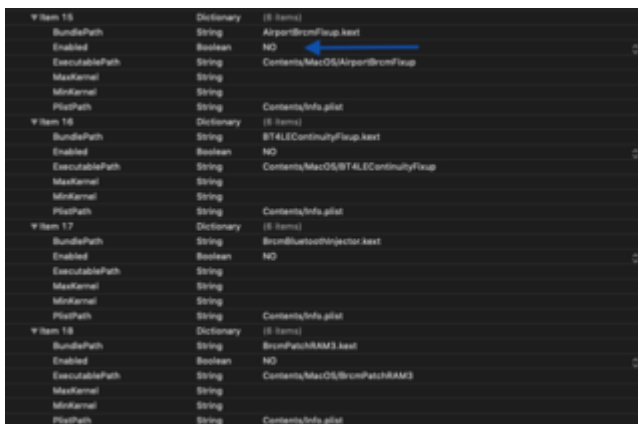 ▼Item 15 Dictionary (6 items)
BundlePath String AirportBrcmFixup.kext
Enabled Boolean NO
ExecutablePath String Contents/MacOS/AirportBrcmFixup
MaxKernel String
MinKernel String
PlistPath String Contents/Info.plist
▼Item 16 Dictionary (6 items)
BundlePath String BT4LEContinuityFixup.kext
Enabled Boolean NO
ExecutablePath String Contents/MacOS/BT4LEContinuityFixup
MaxKernel String
MinKernel String
PlistPath String Contents/Info.plist
▼Item 17 Dictionary (6 items)
BundlePath String BrcmBluetoothInjector.kext
Enabled Boolean NO
ExecutablePath String
MaxKernel String
MinKernel String
PlistPath String Contents/Info.plist
▼Item 18 Dictionary (6 items)
BundlePath String BrcmPatchRAM3.kext
Enabled Boolean NO
ExecutablePath String Contents/MacOS/BrcmPatchRAM3
MaxKernel String
MinKernel String
PlistPath String Contents/Info.plist